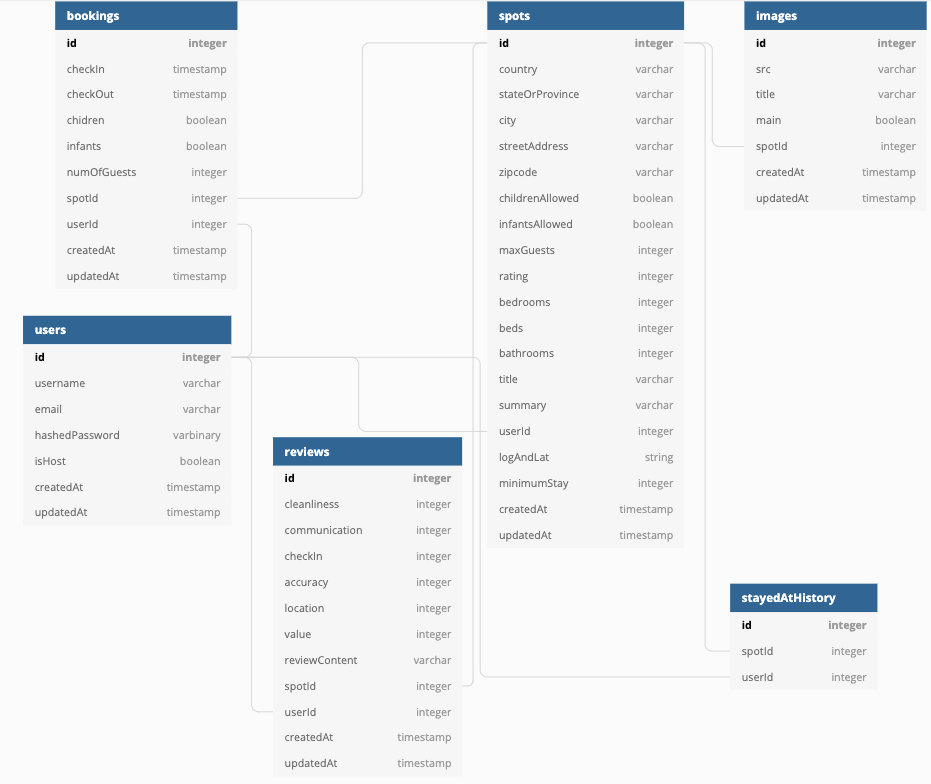 bookings
id integer
checkIn timestamp
checkOut timestamp
chidren boolean
infants boolean
numOfGuests integer
spotId integer
userId integer
createdAt timestamp
updatedAt timestamp
users
id integer
username varchar
email varchar
hashedPassword varbinary
isHost boolean
createdAt timestamp
updatedAt timestamp
reviews
id integer
cleanliness integer
communication integer
checkIn integer
accuracy integer
location integer
value integer
reviewContent varchar
spotId integer
userId integer
createdAt timestamp
updatedAt timestamp
spots
id integer
country varchar
stateOrProvince varchar
city varchar
streetAddress varchar
zipcode varchar
childrenAllowed boolean
infantsAllowed boolean
maxGuests integer
rating integer
bedrooms integer
beds integer
bathrooms integer
title varchar
summary varchar
userId integer
logAndLat string
minimumStay integer
createdAt timestamp
updatedAt timestamp
images
id integer
src varchar
title varchar
main boolean
spotId integer
createdAt timestamp
updatedAt timestamp
stayedAtHistory
id integer
spotId integer
userId integer